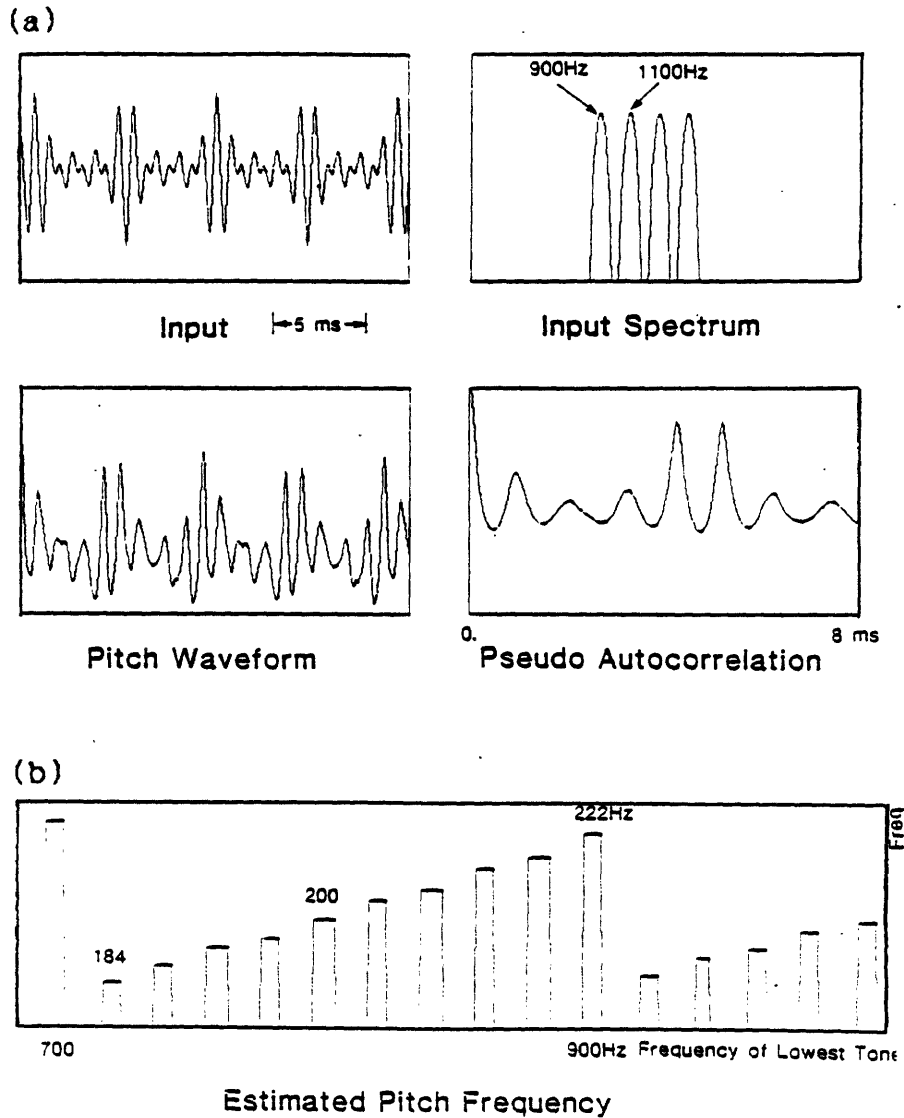 (a)
900Hz
1100Hz
Input
5 ms
Input Spectrum
0.
8 ms
Pitch Waveform
Pseudo Autocorrelation
(b)
222Hz
Freq
200
184
700
900Hz Frequency of Lowest Tone
Estimated Pitch Frequency